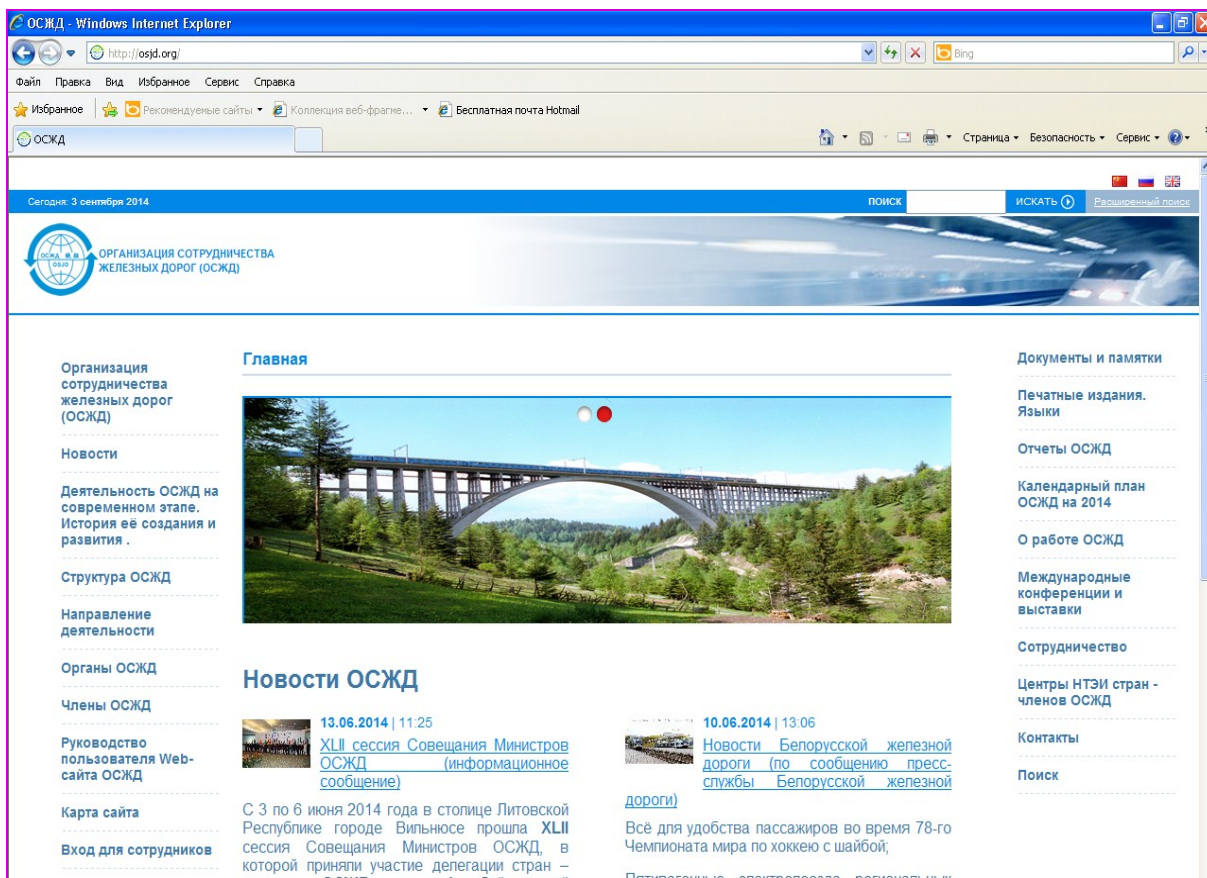 ОСЖД - Windows Internet Explorer
http://osjd.org/
Bing
Файл Правка Вид Избранное Сервис Справка
Избранное Рекомендуемые сайты Коллекция веб-фрагме... Бесплатная почта Hotmail
ОСЖД
Страница Безопасность Сервис
Сегодня: 3 сентября 2014
ПОИСК
ИСКАТЬ
Расширенный поиск
ОСЖД
OSJD
ОРГАНИЗАЦИЯ СОТРУДНИЧЕСТВА
ЖЕЛЕЗНЫХ ДОРОГ (ОСЖД)
Организация
сотрудничества
железных дорог
(ОСЖД)
Новости
Деятельность ОСЖД на
современном этапе.
История её создания и
развития .
Структура ОСЖД
Направление
деятельности
Органы ОСЖД
Члены ОСЖД
Руководство
пользователя Web-
сайта ОСЖД
Карта сайта
Вход для сотрудников
Главная
Новости ОСЖД
13.06.2014 | 11:25
XLII сессия Совещания Министров
ОСЖД (информационное
сообщение)
С 3 по 6 июня 2014 года в столице Литовской
Республике городе Вильнюсе прошла XLII
сессия Совещания Министров ОСЖД, в
которой приняли участие делегации стран –
10.06.2014 | 13:06
Новости Белорусской железной
дороги (по сообщению пресс-
службы Белорусской железной
дороги)
Всё для удобства пассажиров во время 78-го
Чемпионата мира по хоккею с шайбой;
Документы и памятки
Печатные издания.
Языки
Отчеты ОСЖД
Календарный план
ОСЖД на 2014
О работе ОСЖД
Международные
конференции и
выставки
Сотрудничество
Центры НТЭИ стран -
членов ОСЖД
Контакты
Поиск